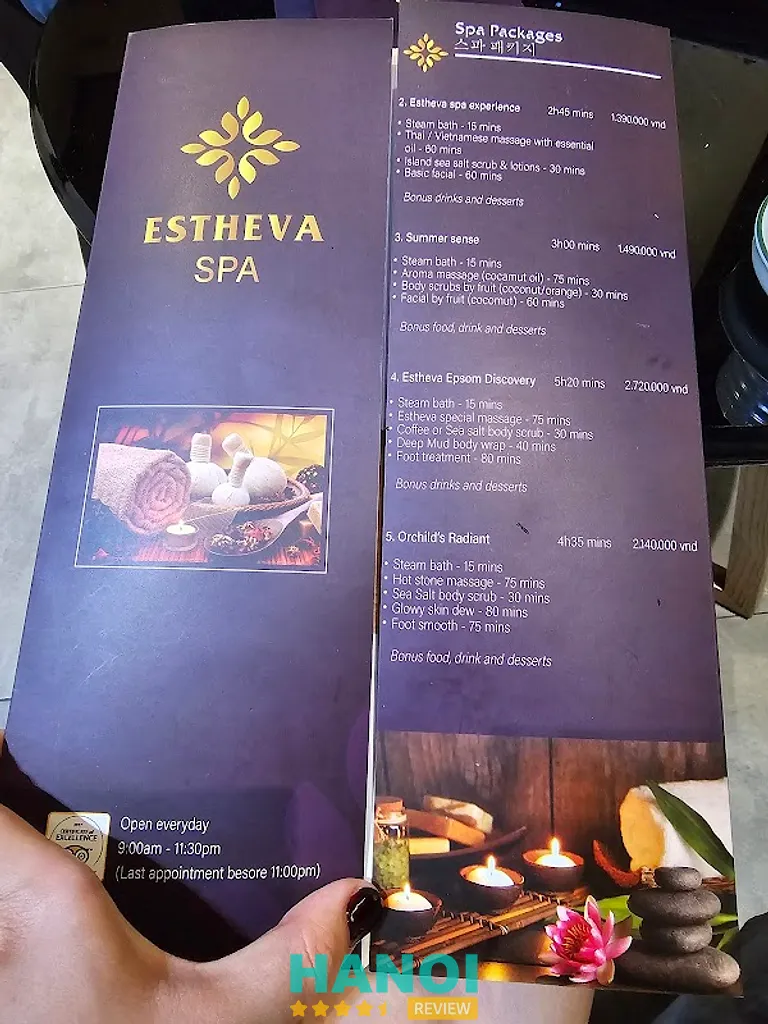 ESTHEVA
SPA
CERTIFICATE of
EXCELLENCE
Open everyday
9:00am - 11:30pm
(Last appointment besore 11:00pm)
Spa Packages
스파 패키지
2. Estheva spa experience 2h45 mins 1.390.000 vnd
• Steam bath - 15 mins
• Thai / Vietnamese massage with essential
oil - 60 mins
• Island sea salt scrub & lotions - 30 mins
• Basic facial - 60 mins
Bonus drinks and desserts
3. Summer sense 3h00 mins 1.490.000 vnd
• Steam bath - 15 mins
• Aroma massage (cocarnut oil) - 75 mins
• Body scrubs by fruit (coconut/orange) - 30 mins
• Facial by fruit (cocornut) - 60 mins
Bonus food, drink and desserts
4. Estheva Epsom Discovery 5h20 mins 2.720.000 vnd
• Steam bath - 15 mins
• Estheva special massage - 75 mins
• Coffee or Sea salt body scrub - 30 mins
• Deep Mud body wrap - 40 mins
• Foot treatment - 80 mins
Bonus drinks and desserts
5. Orchild's Radiant 4h35 mins 2.140.000 vnd
• Steam bath - 15 mins
• Hot stone massage - 75 mins
• Sea Salt body scrub - 30 mins
• Glowy skin dew - 80 mins
• Foot smooth - 75 mins
Bonus food, drink and desserts
HANOI
REVIEW